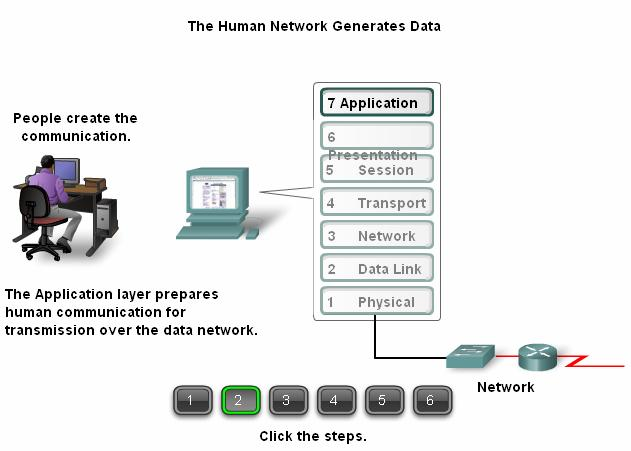 The Human Network Generates Data
People create the
communication.
7 Application
6
Presentation
5 Session
4 Transport
3 Network
2 Data Link
1 Physical
The Application layer prepares
human communication for
transmission over the data network.
Network
1 2 3 4 5 6
Click the steps.